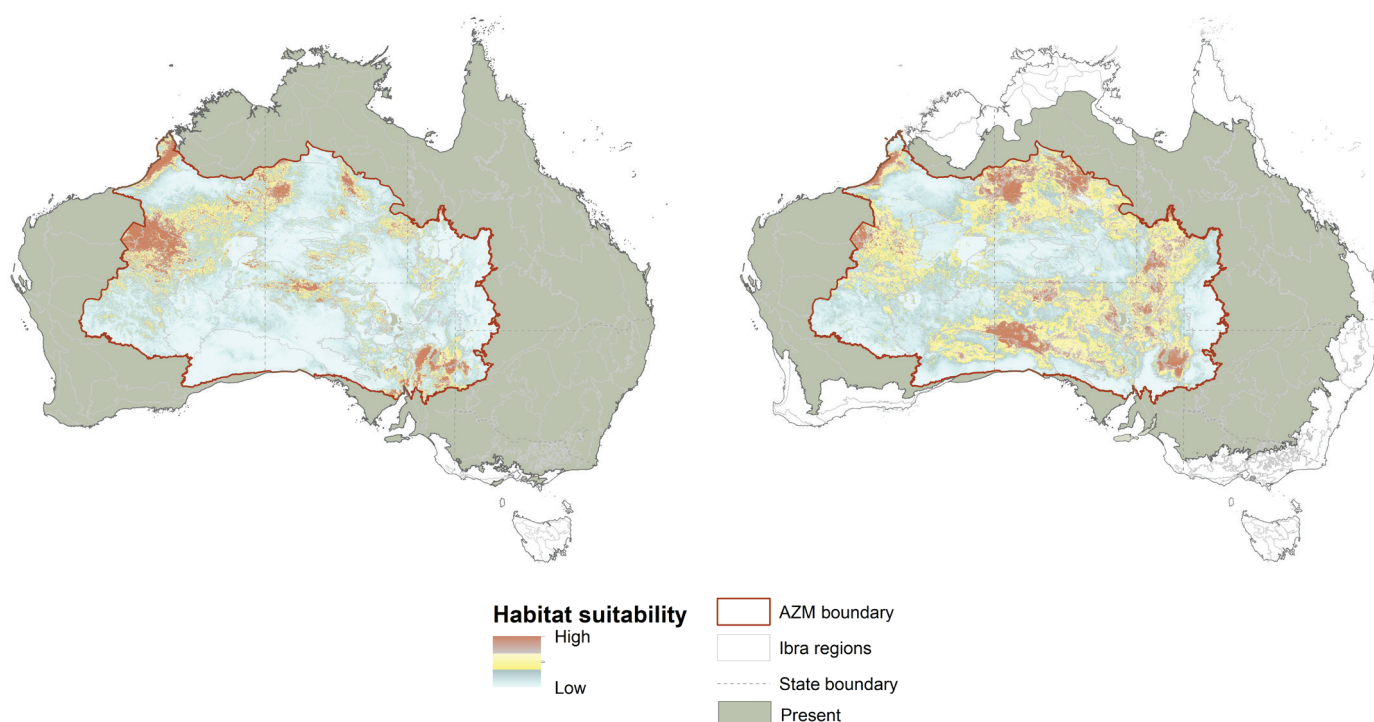 Habitat suitability
High
Low
AZM boundary
Ibra regions
State boundary
Present